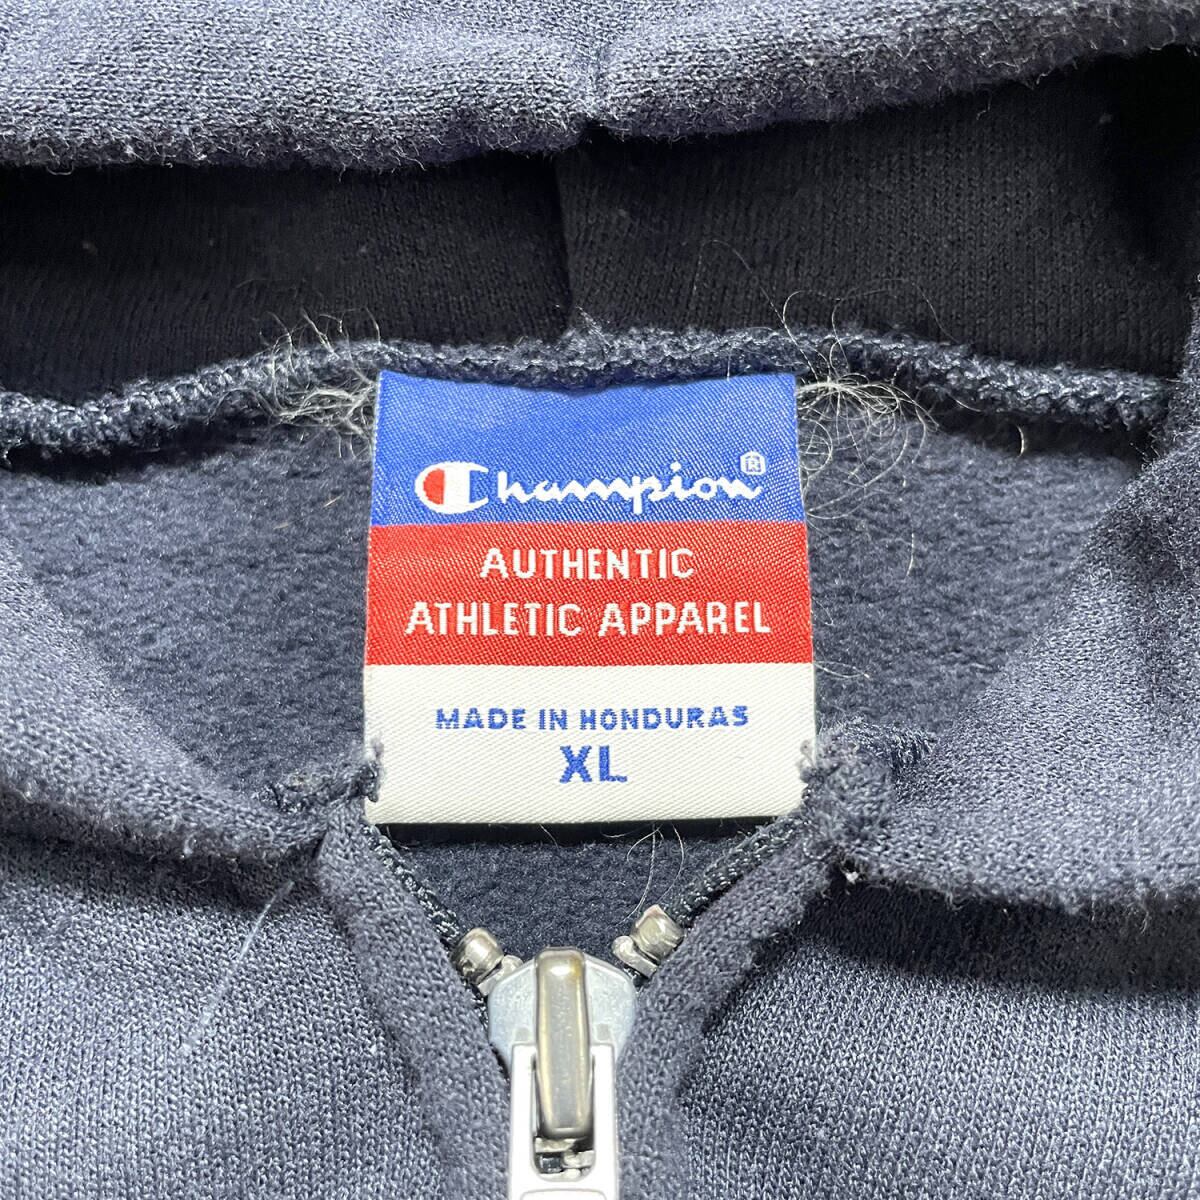 Champion®
AUTHENTIC
ATHLETIC APPAREL
MADE IN HONDURAS
XL